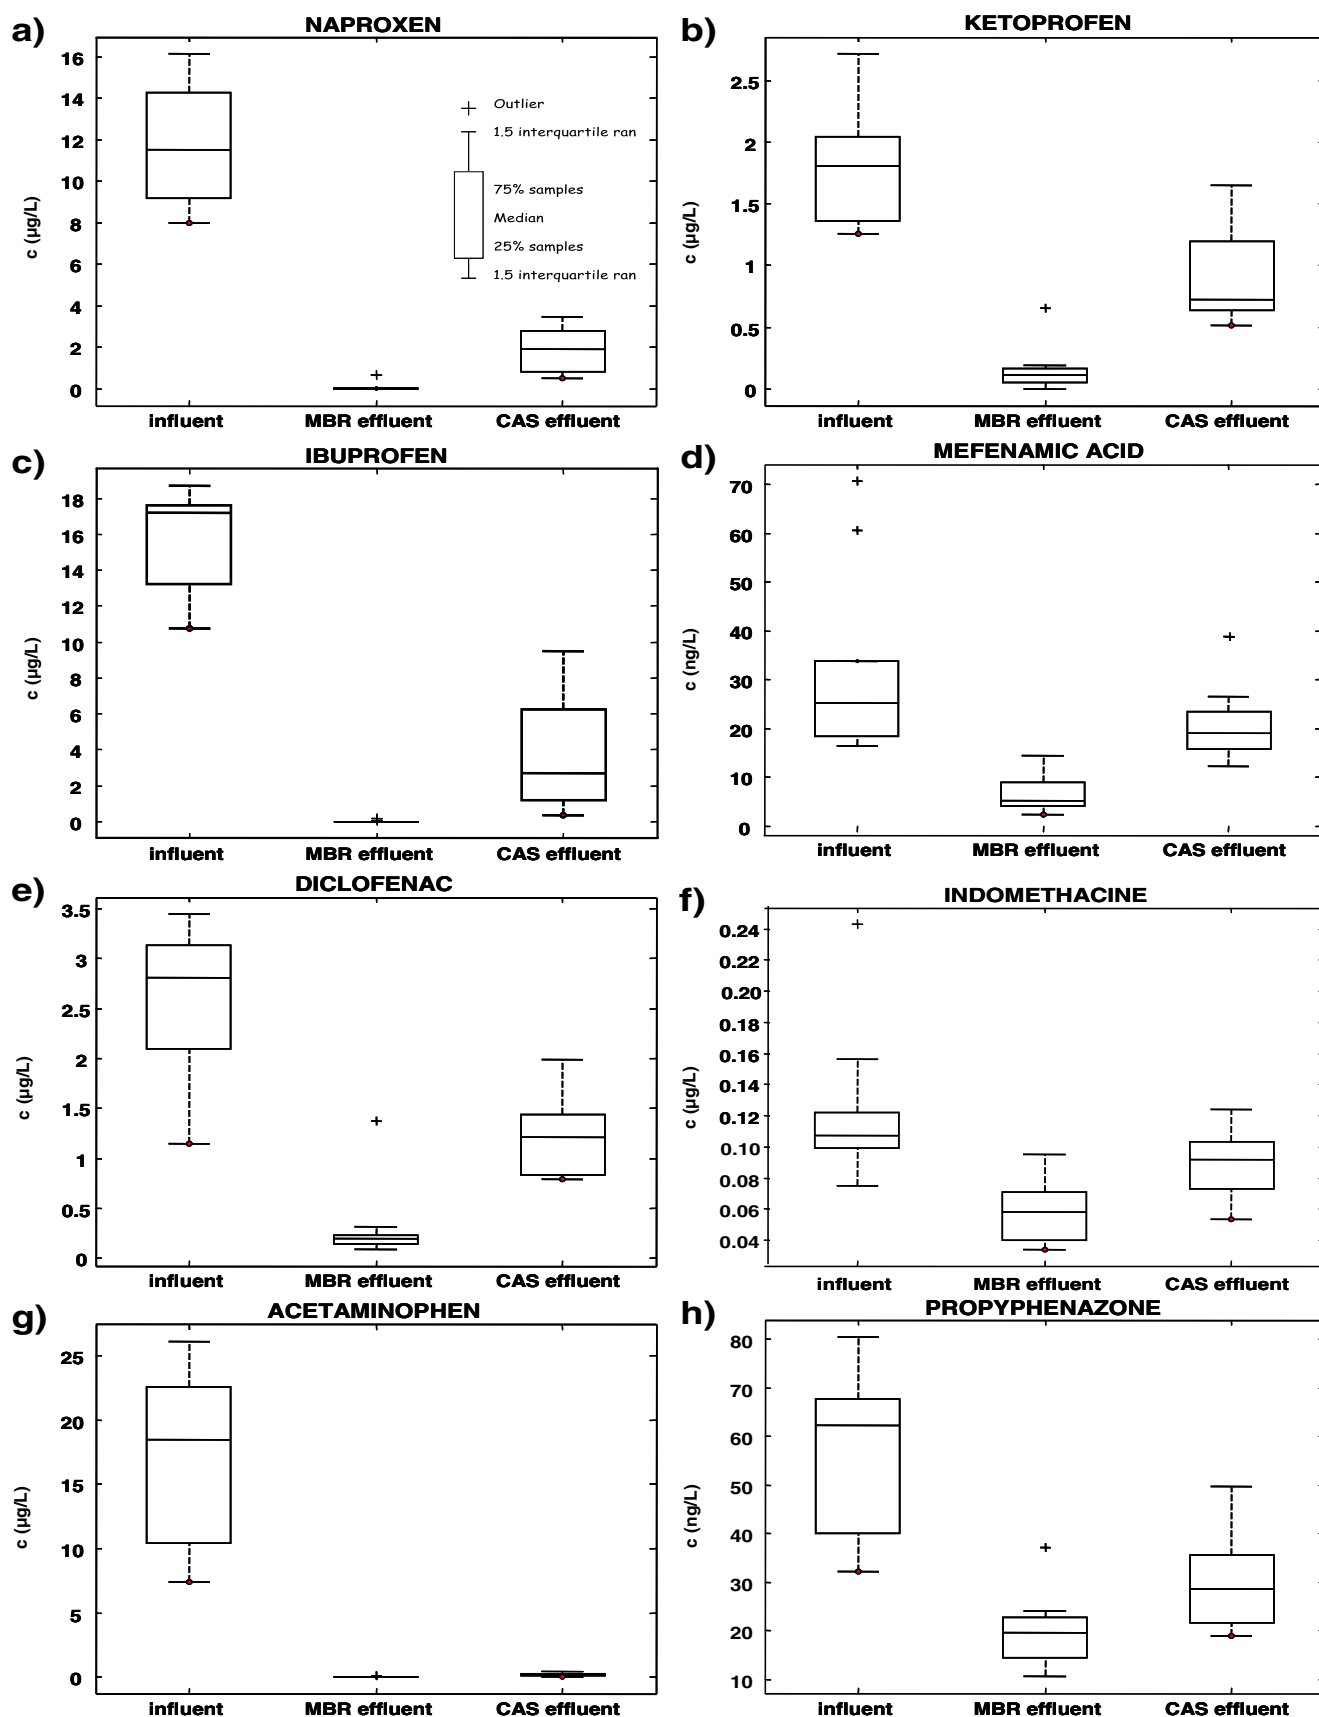 a)
NAPROXEN
16
14
12
10
8
6
4
2
0
c (µg/L)
Outlier
1.5 interquartile ran
75% samples
Median
25% samples
1.5 interquartile ran
influent MBR effluent CAS effluent
b)
KETOPROFEN
2.5
2
1.5
1
0.5
0
c (µg/L)
influent MBR effluent CAS effluent
c)
IBUPROFEN
18
16
14
12
10
8
6
4
2
0
c (µg/L)
influent MBR effluent CAS effluent
d)
MEFENAMIC ACID
70
60
50
40
30
20
10
0
c (ng/L)
influent MBR effluent CAS effluent
e)
DICLOFENAC
3.5
3
2.5
2
1.5
1
0.5
0
c (µg/L)
influent MBR effluent CAS effluent
f)
INDOMETHACINE
0.24
0.22
0.20
0.18
0.16
0.14
0.12
0.10
0.08
0.06
0.04
c (µg/L)
influent MBR effluent CAS effluent
g)
ACETAMINOPHEN
25
20
15
10
5
0
c (µg/L)
influent MBR effluent CAS effluent
h)
PROPYPHENAZONE
80
70
60
50
40
30
20
10
c (ng/L)
influent MBR effluent CAS effluent